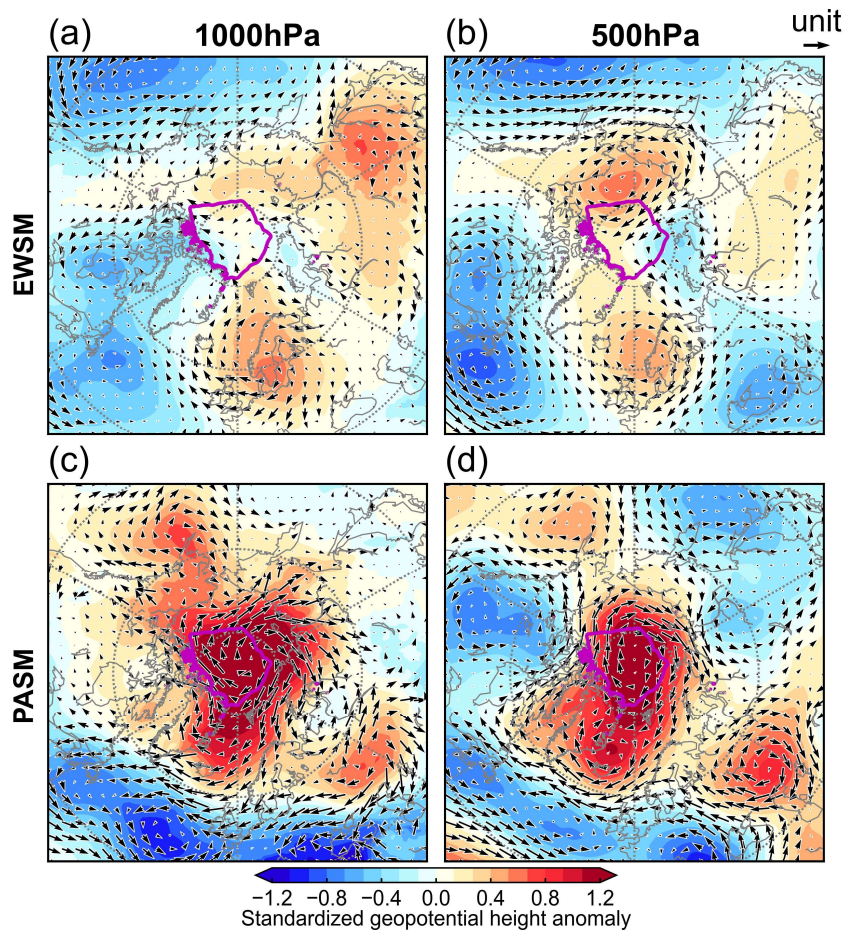 (a) 1000hPa (b) 500hPa unit
EWSM
(c) (d)
PASM
−1.2 −0.8 −0.4 0.0 0.4 0.8 1.2
Standardized geopotential height anomaly